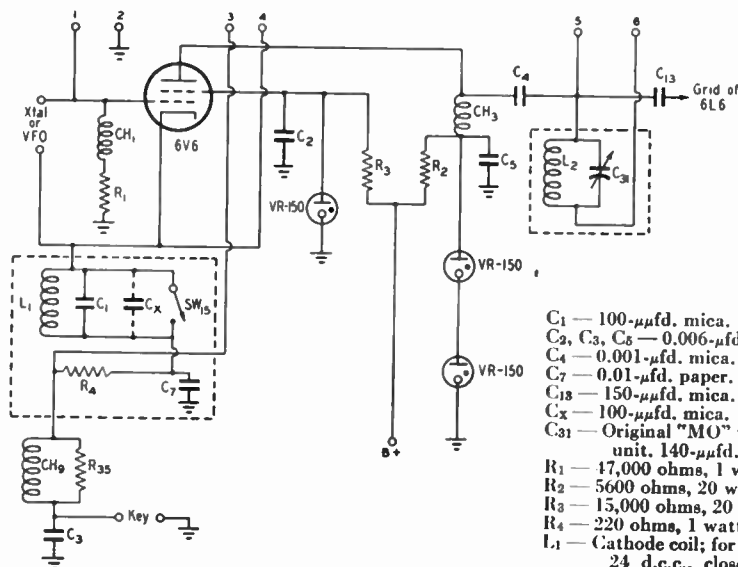 1
2
3
4
5
6
Xtal
or
VFO
CH₁
R₁
6V6
C₂
VR-150
R₃
R₂
CH₃
C₄
C₅
C₁₃
Grid of
6L6
L₂
C₃₁
VR-150
VR-150
B+
L₁
C₁
Cₓ
SW₁₅
R₄
C₇
CH₉
R₃₅
C₃
Key
C₁ — 100-μμfd. mica.
C₂, C₃, C₅ — 0.006-μfd
C₄ — 0.001-μfd. mica.
C₇ — 0.01-μfd. paper.
C₁₃ — 150-μμfd. mica.
Cₓ — 100-μμfd. mica.
C₃₁ — Original "MO"
unit. 140-μμfd.
R₁ — 47,000 ohms, 1 w
R₂ — 5600 ohms, 20 w
R₃ — 15,000 ohms, 20
R₄ — 220 ohms, 1 watt
L₁ — Cathode coil; for
24 d.c.c., close